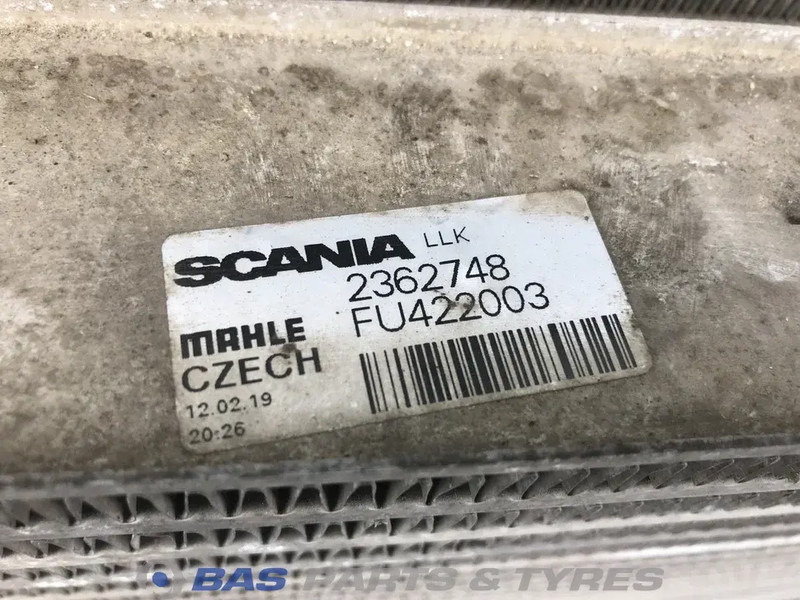 SCANIA LLK
2362748
MAHLE FU422003
CZECH
12.02.19
20:26
BAS PARTS & TYRES